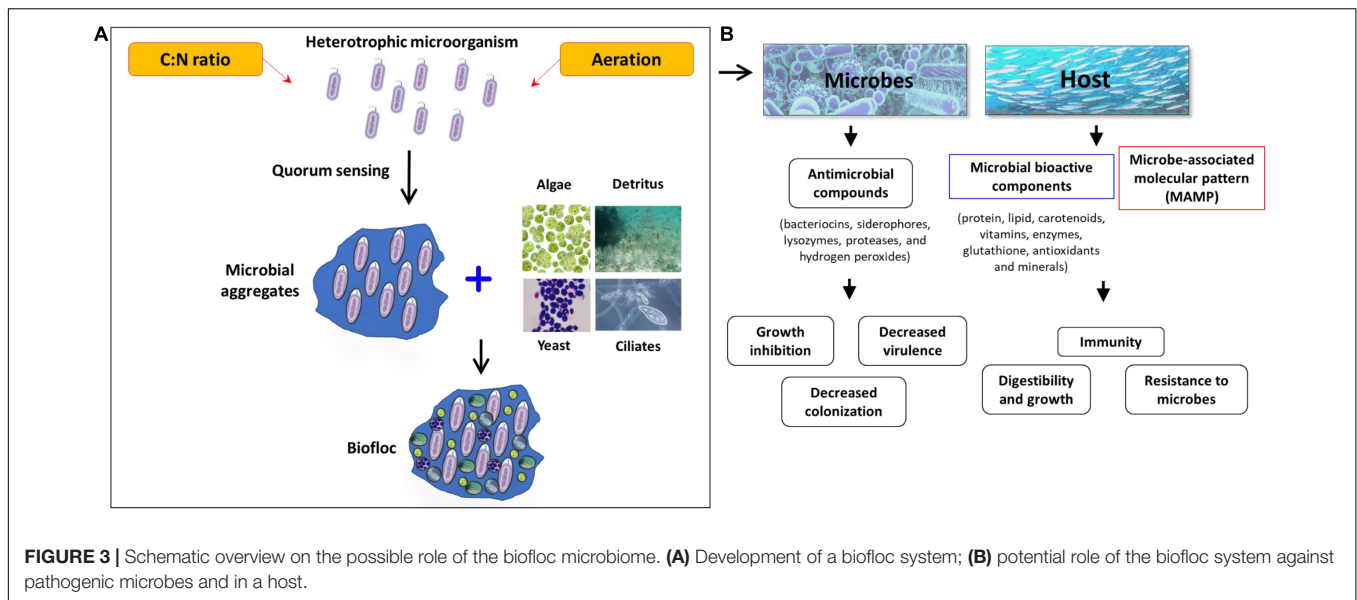 A
C:N ratio
Heterotrophic microorganism
Aeration
Quorum sensing
Algae
Detritus
Microbial
aggregates
+
Yeast
Ciliates
Biofloc
B
Microbes
Host
Antimicrobial
compounds
(bacteriocins, siderophores,
lysozymes, proteases, and
hydrogen peroxides)
Growth
inhibition
Decreased
virulence
Decreased
colonization
Microbial bioactive
components
Microbe-associated
molecular pattern
(MAMP)
(protein, lipid, carotenoids,
vitamins, enzymes,
glutathione, antioxidants
and minerals)
Immunity
Digestibility
and growth
Resistance to
microbes
FIGURE 3 | Schematic overview on the possible role of the biofloc microbiome. (A) Development of a biofloc system; (B) potential role of the biofloc system against
pathogenic microbes and in a host.